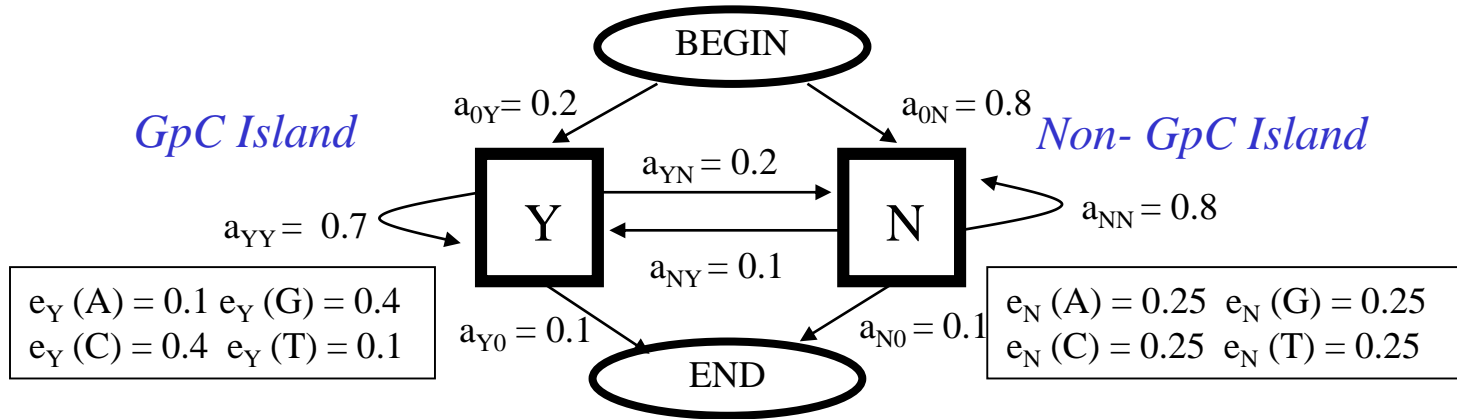 BEGIN
a0Y= 0.2
a0N= 0.8
GpC Island
Non- GpC Island
aYN = 0.2
Y
N
aYY = 0.7
aNN = 0.8
aNY = 0.1
eY (A) = 0.1 eY (G) = 0.4
eY (C) = 0.4 eY (T) = 0.1
aY0 = 0.1
aN0 = 0.1
eN (A) = 0.25 eN (G) = 0.25
eN (C) = 0.25 eN (T) = 0.25
END